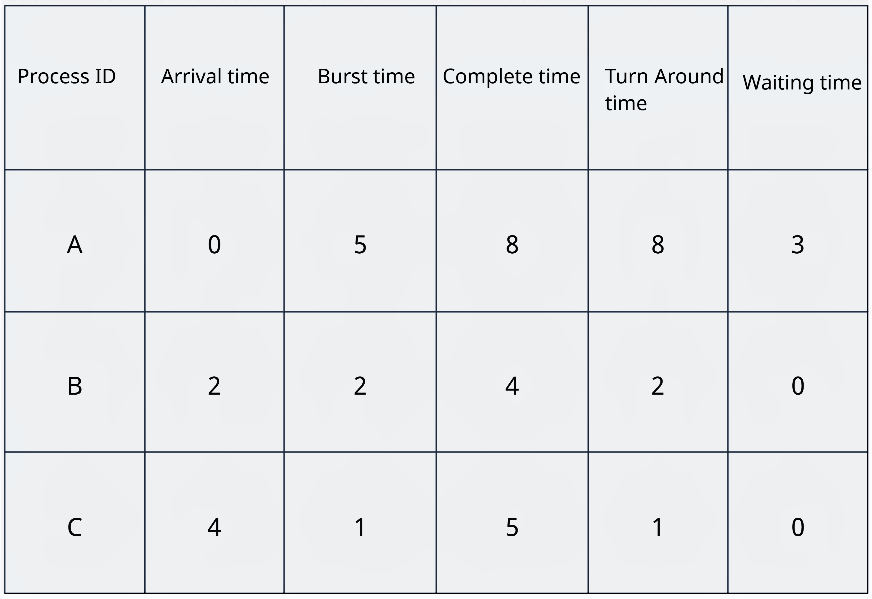 Process ID Arrival time Burst time Complete time Turn Around time Waiting time
A 0 5 8 8 3
B 2 2 4 2 0
C 4 1 5 1 0